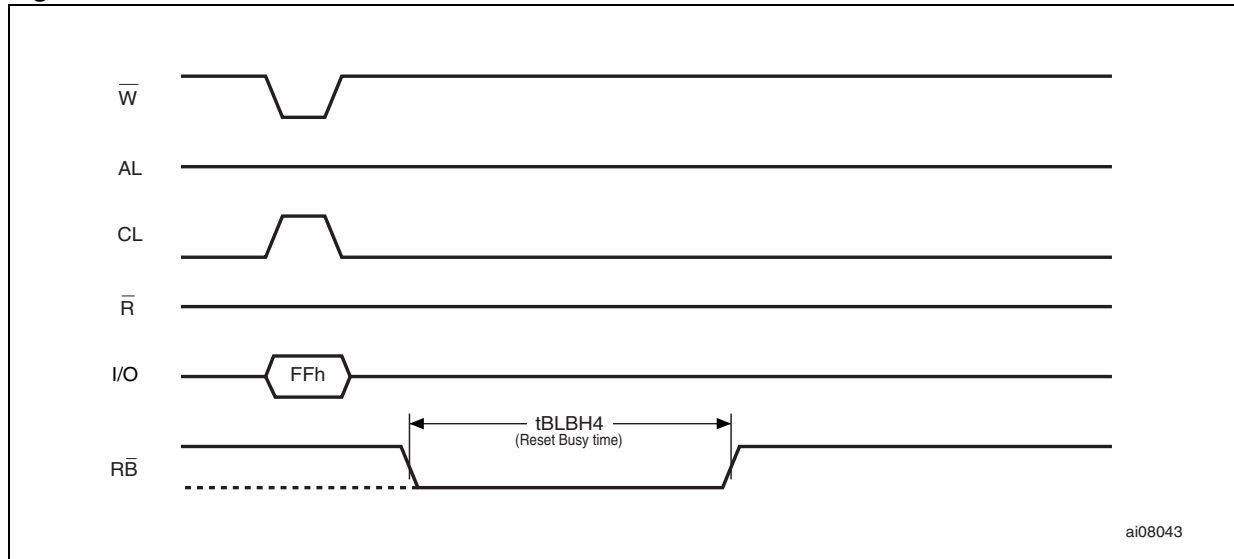 W̅
AL
CL
R̅
I/O
FFh
tBLBH4
(Reset Busy time)
RB̅
ai08043